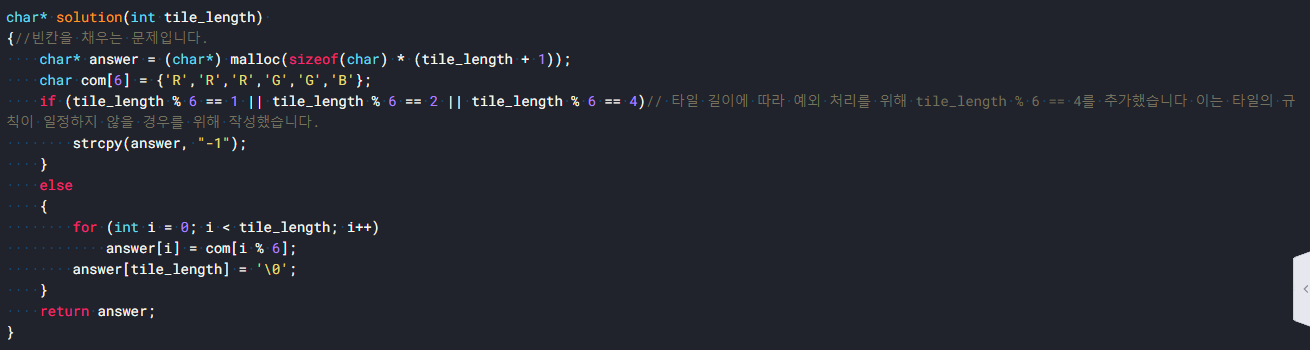 char* solution(int tile_length)
{//빈칸을 채우는 문제입니다.
    char* answer = (char*) malloc(sizeof(char) * (tile_length + 1));
    char com[6] = {'R','R','R','G','G','B'};
    if (tile_length % 6 == 1 || tile_length % 6 == 2 || tile_length % 6 == 4)// 타일 길이에 따라 예외 처리를 위해 tile_length % 6 == 4를 추가했습니다 이는 타일의 규
칙이 일정하지 않을 경우를 위해 작성했습니다.
        strcpy(answer, "-1");
    }
    else
    {
        for (int i = 0; i < tile_length; i++)
            answer[i] = com[i % 6];
        answer[tile_length] = '\0';
    }
    return answer;
}